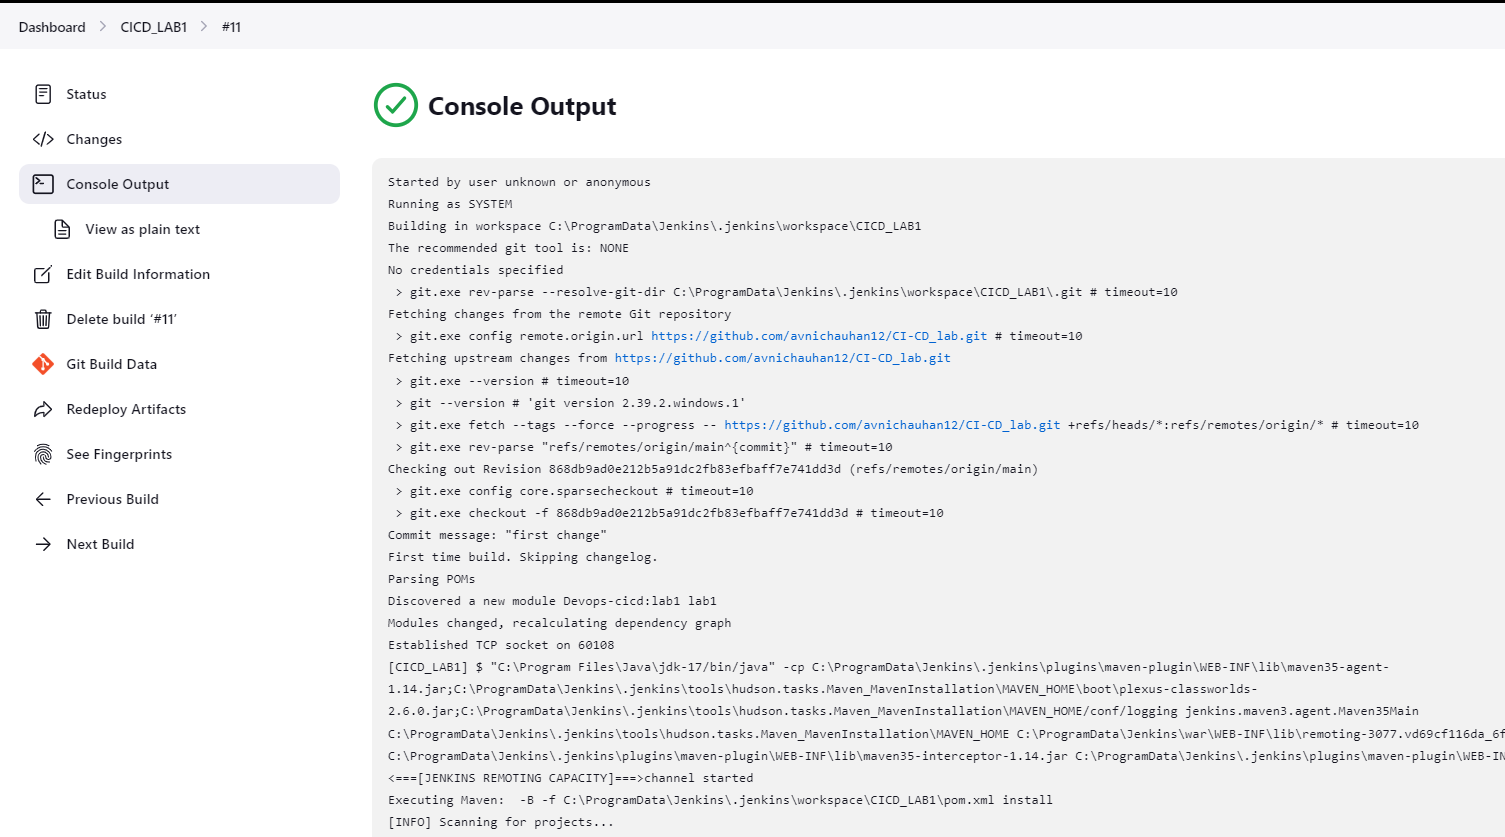 Dashboard > CICD_LAB1 > #11
Status
Changes
Console Output
View as plain text
Edit Build Information
Delete build ‘#11’
Git Build Data
Redeploy Artifacts
See Fingerprints
Previous Build
Next Build
Console Output
Started by user unknown or anonymous
Running as SYSTEM
Building in workspace C:\ProgramData\Jenkins\.jenkins\workspace\CICD_LAB1
The recommended git tool is: NONE
No credentials specified
> git.exe rev-parse --resolve-git-dir C:\ProgramData\Jenkins\.jenkins\workspace\CICD_LAB1\.git # timeout=10
Fetching changes from the remote Git repository
> git.exe config remote.origin.url https://github.com/avnichauhan12/CI-CD_lab.git # timeout=10
Fetching upstream changes from https://github.com/avnichauhan12/CI-CD_lab.git
> git.exe --version # timeout=10
> git --version # 'git version 2.39.2.windows.1'
> git.exe fetch --tags --force --progress -- https://github.com/avnichauhan12/CI-CD_lab.git +refs/heads/*:refs/remotes/origin/* # timeout=10
> git.exe rev-parse "refs/remotes/origin/main^{commit}" # timeout=10
Checking out Revision 868db9ad0e212b5a91dc2fb83efbaff7e741dd3d (refs/remotes/origin/main)
> git.exe config core.sparsecheckout # timeout=10
> git.exe checkout -f 868db9ad0e212b5a91dc2fb83efbaff7e741dd3d # timeout=10
Commit message: "first change"
First time build. Skipping changelog.
Parsing POMs
Discovered a new module Devops-cicd:lab1 lab1
Modules changed, recalculating dependency graph
Established TCP socket on 60108
[CICD_LAB1] $ "C:\Program Files\Java\jdk-17/bin/java" -cp C:\ProgramData\Jenkins\.jenkins\plugins\maven-plugin\WEB-INF\lib\maven35-agent-
1.14.jar;C:\ProgramData\Jenkins\.jenkins\tools\hudson.tasks.Maven_MavenInstallation\MAVEN_HOME\boot\plexus-classworlds-
2.6.0.jar;C:\ProgramData\Jenkins\.jenkins\tools\hudson.tasks.Maven_MavenInstallation\MAVEN_HOME/conf/logging jenkins.maven3.agent.Maven35Main
C:\ProgramData\Jenkins\.jenkins\tools\hudson.tasks.Maven_MavenInstallation\MAVEN_HOME C:\ProgramData\Jenkins\war\WEB-INF\lib\remoting-3077.vd69cf116da_6f
C:\ProgramData\Jenkins\.jenkins\plugins\maven-plugin\WEB-INF\lib\maven35-interceptor-1.14.jar C:\ProgramData\Jenkins\.jenkins\plugins\maven-plugin\WEB-IN
<===[JENKINS REMOTING CAPACITY]===>channel started
Executing Maven:  -B -f C:\ProgramData\Jenkins\.jenkins\workspace\CICD_LAB1\pom.xml install
[INFO] Scanning for projects...